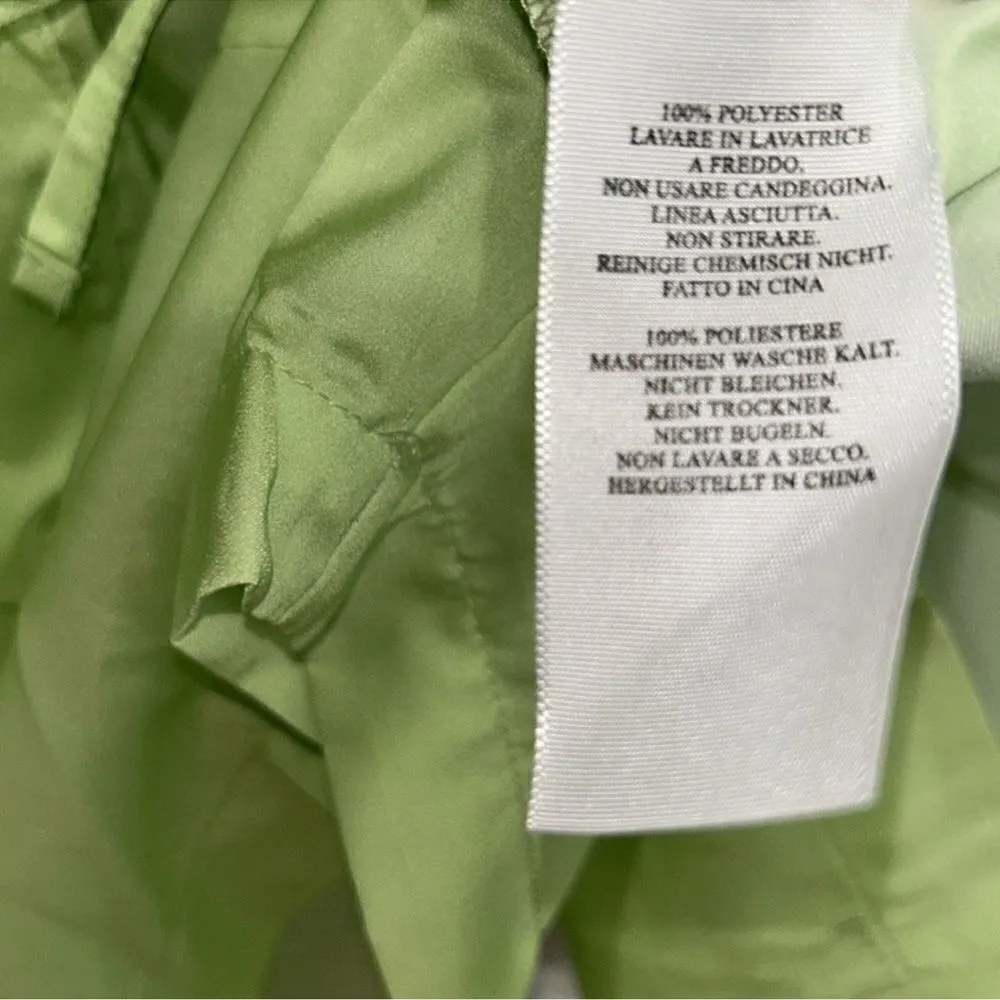 100% POLYESTER
LAVARE IN LAVATRICE
A FREDDO.
NON USARE CANDEGGINA.
LINEA ASCIUTTA.
NON STIRARE.
REINIGE CHEMISCH NICHT.
FATTO IN CINA
100% POLIESTERE
MASCHINEN WASCHE KALT.
NICHT BLEICHEN.
KEIN TROCKNER.
NICHT BUGELN.
NON LAVARE A SECCO.
HERGESTELLT IN CHINA